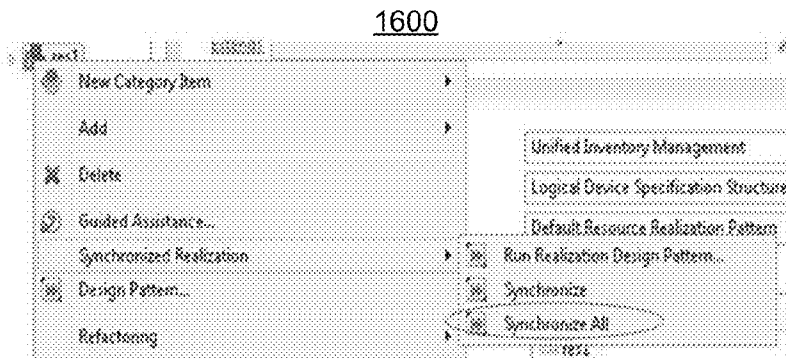 1600
res1
New Category Item
Add
Unified Inventory Management
Delete
Logical Device Specification Structure
Guided Assistance...
Default Resource Realization Pattern
Synchronized Realization
Run Realization Design Pattern...
Design Pattern...
Synchronize
Synchronize All
Refactoring